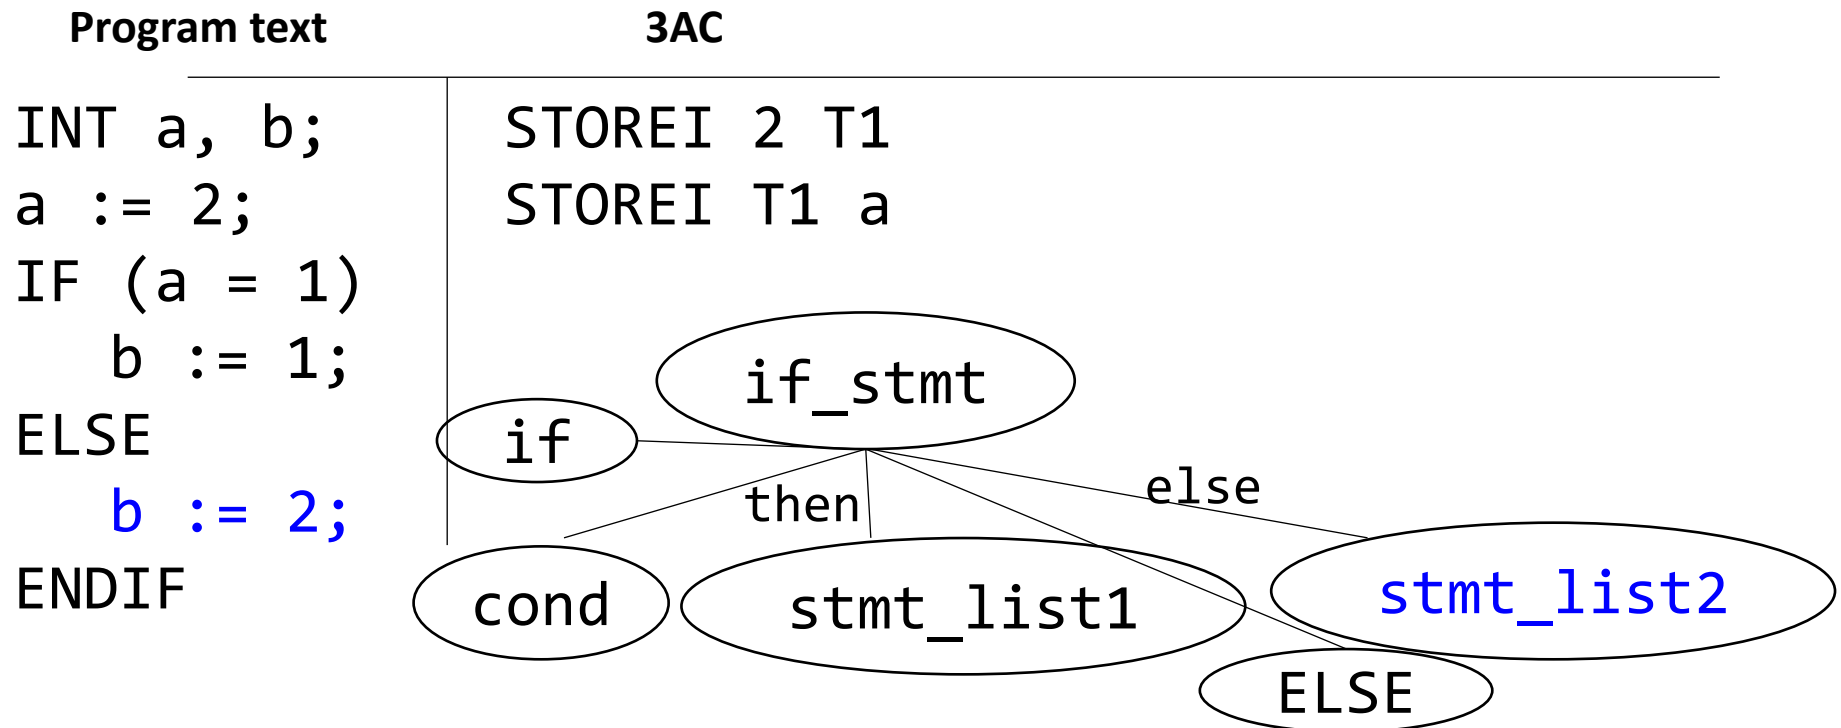 Program text
3AC
INT a, b;
a := 2;
IF (a = 1)
b := 1;
ELSE
b := 2;
ENDIF
STOREI 2 T1
STOREI T1 a
if_stmt
if
then
else
cond
stmt_list1
stmt_list2
ELSE